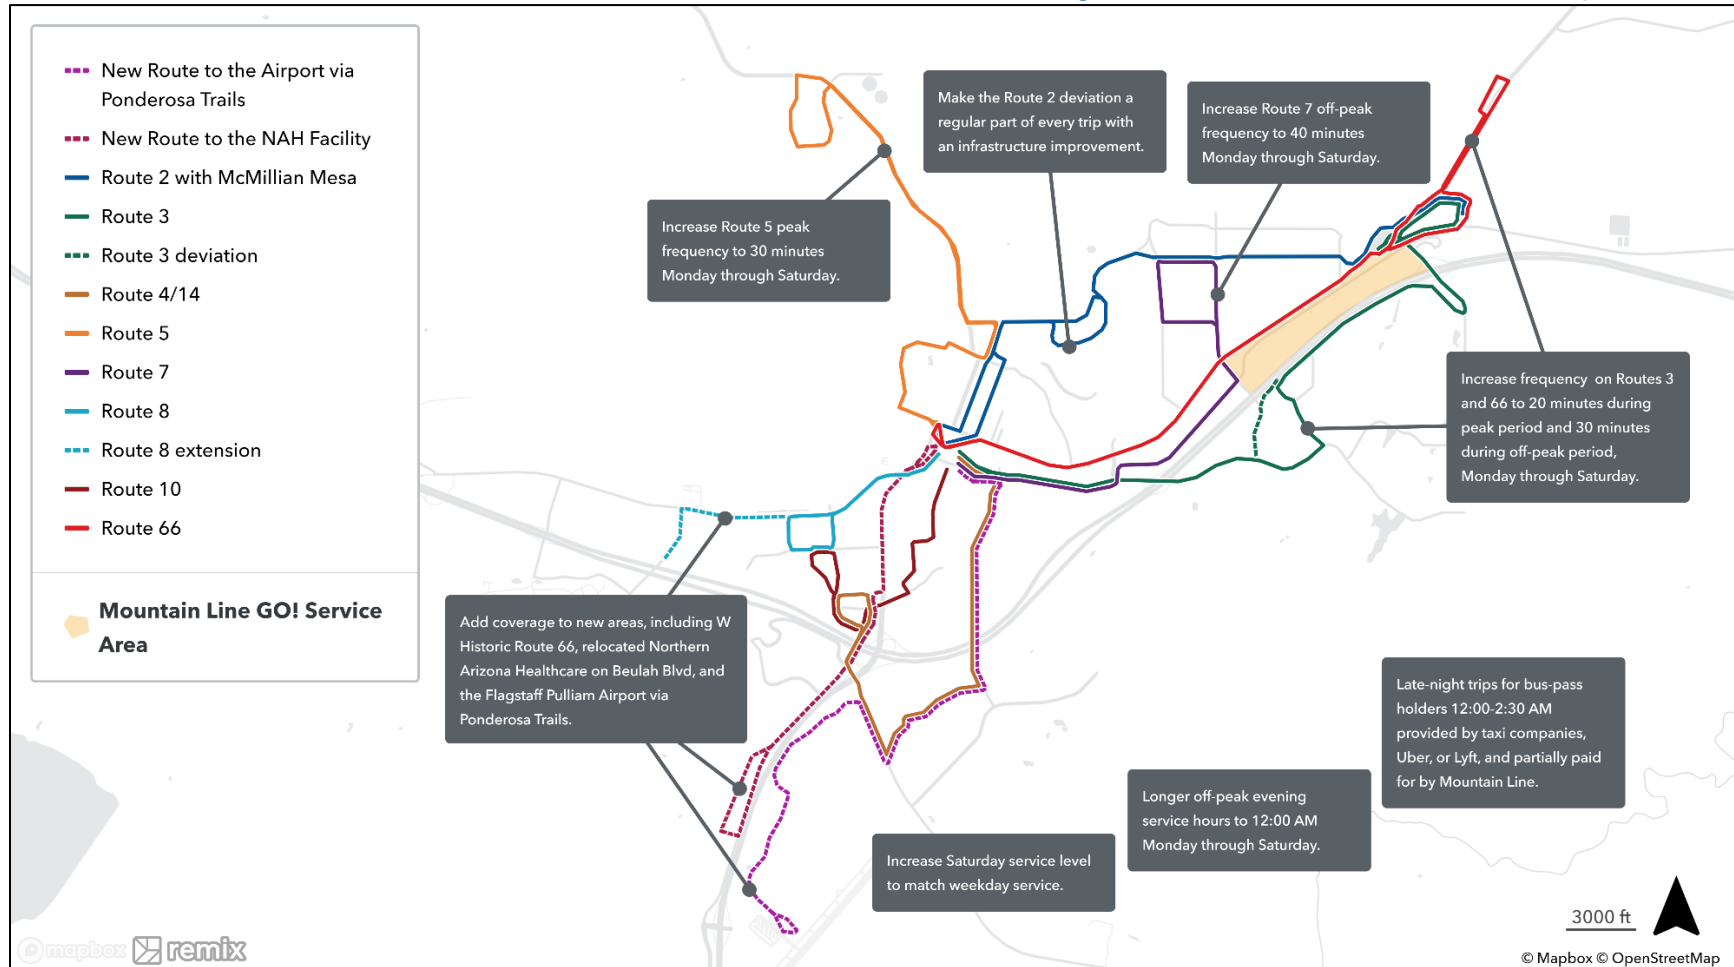 New Route to the Airport via
Ponderosa Trails
New Route to the NAH Facility
Route 2 with McMillian Mesa
Route 3
Route 3 deviation
Route 4/14
Route 5
Route 7
Route 8
Route 8 extension
Route 10
Route 66
Mountain Line GO! Service
Area
Increase Route 5 peak
frequency to 30 minutes
Monday through Saturday.
Make the Route 2 deviation a
regular part of every trip with
an infrastructure improvement.
Increase Route 7 off-peak
frequency to 40 minutes
Monday through Saturday.
Increase frequency on Routes 3
and 66 to 20 minutes during
peak period and 30 minutes
during off-peak period,
Monday through Saturday.
Add coverage to new areas, including W
Historic Route 66, relocated Northern
Arizona Healthcare on Beulah Blvd, and
the Flagstaff Pulliam Airport via
Ponderosa Trails.
Late-night trips for bus-pass
holders 12:00-2:30 AM
provided by taxi companies,
Uber, or Lyft, and partially paid
for by Mountain Line.
Longer off-peak evening
service hours to 12:00 AM
Monday through Saturday.
Increase Saturday service level
to match weekday service.
3000 ft
mapbox remix
© Mapbox © OpenStreetMap